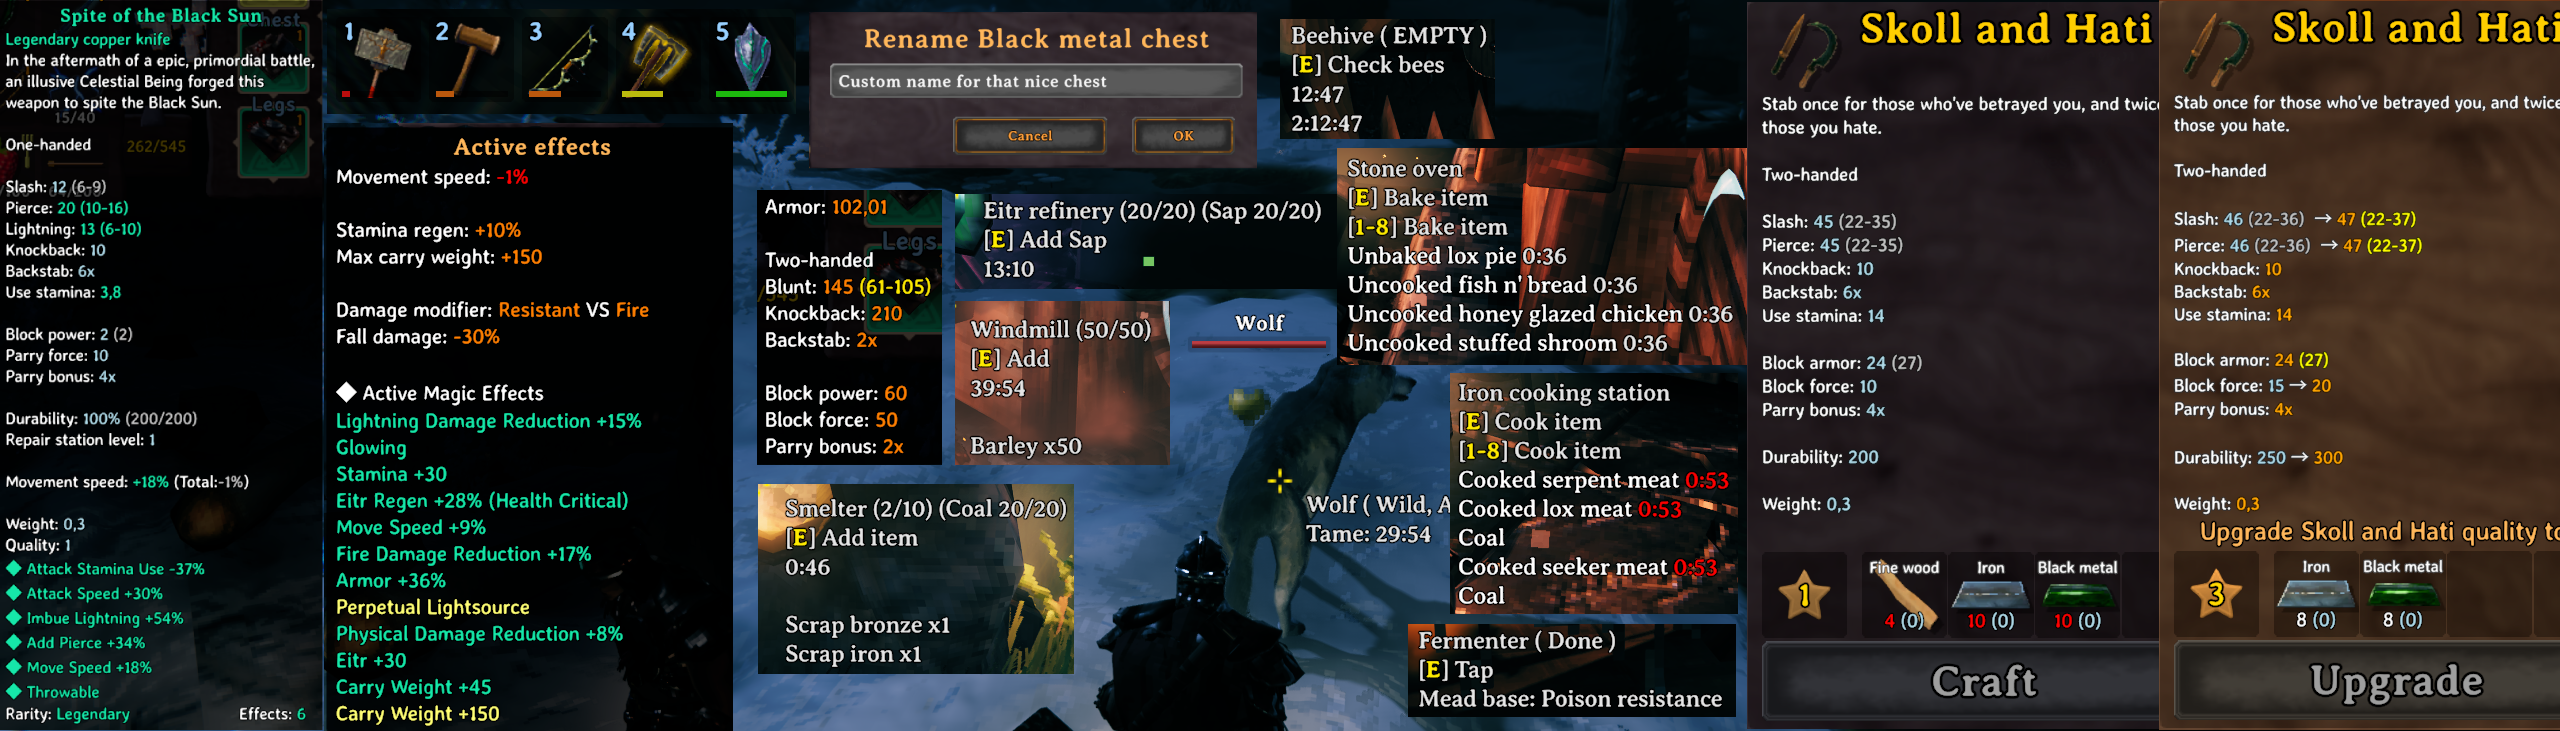 Spite of the Black Sun
Legendary copper knife
In the aftermath of a epic, primordial battle,
an illusive Celestial Being forged this
weapon to spite the Black Sun.
Chest
Legs
15/40
One-handed
262/545
Slash: 12 (6-9)
Pierce: 20 (10-16)
Lightning: 13 (6-10)
Knockback: 10
Backstab: 6x
Use stamina: 3,8
Block power: 2 (2)
Parry force: 10
Parry bonus: 4x
Durability: 100% (200/200)
Repair station level: 1
Movement speed: +18% (Total:-1%)
Weight: 0,3
Quality: 1
Attack Stamina Use -37%
Attack Speed +30%
Imbue Lightning +54%
Add Pierce +34%
Move Speed +18%
Throwable
Rarity: Legendary
Effects: 6
1
2
3
4
5
Active effects
Movement speed: -1%
Stamina regen: +10%
Max carry weight: +150
Damage modifier: Resistant VS Fire
Fall damage: -30%
Active Magic Effects
Lightning Damage Reduction +15%
Glowing
Stamina +30
Eitr Regen +28% (Health Critical)
Move Speed +9%
Fire Damage Reduction +17%
Armor +36%
Perpetual Lightsource
Physical Damage Reduction +8%
Eitr +30
Carry Weight +45
Carry Weight +150
Rename Black metal chest
Custom name for that nice chest
Cancel
OK
Armor: 102,01
Legs
Two-handed
Blunt: 145 (61-105)
Knockback: 210
Backstab: 2x
Block power: 60
Block force: 50
Parry bonus: 2x
Eitr refinery (20/20) (Sap 20/20)
[E] Add Sap
13:10
Windmill (50/50)
[E] Add
39:54
Barley x50
Smelter (2/10) (Coal 20/20)
[E] Add item
0:46
Scrap bronze x1
Scrap iron x1
Wolf
Wolf ( Wild, A
Tame: 29:54
Beehive ( EMPTY )
[E] Check bees
12:47
2:12:47
Stone oven
[E] Bake item
[1-8] Bake item
Unbaked lox pie 0:36
Uncooked fish n' bread 0:36
Uncooked honey glazed chicken 0:36
Uncooked stuffed shroom 0:36
Iron cooking station
[E] Cook item
[1-8] Cook item
Cooked serpent meat 0:53
Cooked lox meat 0:53
Coal
Cooked seeker meat 0:53
Coal
Fermenter ( Done )
[E] Tap
Mead base: Poison resistance
Skoll and Hati
Stab once for those who've betrayed you, and twice
those you hate.
Two-handed
Slash: 45 (22-35)
Pierce: 45 (22-35)
Knockback: 10
Backstab: 6x
Use stamina: 14
Block armor: 24 (27)
Block force: 10
Parry bonus: 4x
Durability: 200
Weight: 0,3
1
Fine wood
4 (0)
Iron
10 (0)
Black metal
10 (0)
Craft
Skoll and Hati
Stab once for those who've betrayed you, and twice
those you hate.
Two-handed
Slash: 46 (22-36) → 47 (22-37)
Pierce: 46 (22-36) → 47 (22-37)
Knockback: 10
Backstab: 6x
Use stamina: 14
Block armor: 24 (27)
Block force: 15 → 20
Parry bonus: 4x
Durability: 250 → 300
Weight: 0,3
Upgrade Skoll and Hati quality to
3
Iron
8 (0)
Black metal
8 (0)
Upgrade